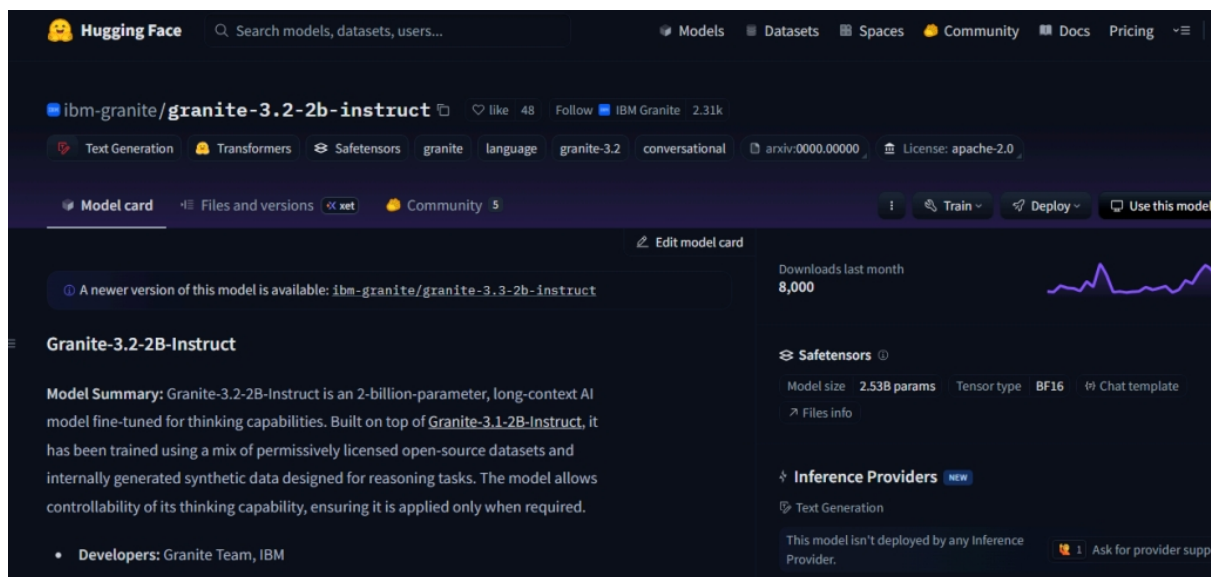 Hugging Face Search models, datasets, users... Models Datasets Spaces Community Docs Pricing
ibm-granite/granite-3.2-2b-instruct like 48 Follow IBM Granite 2.31k
Text Generation Transformers Safetensors granite language granite-3.2 conversational arxiv:0000.00000 License: apache-2.0
Model card Files and versions xet Community 5 Train Deploy Use this model
Edit model card
A newer version of this model is available: ibm-granite/granite-3.3-2b-instruct
Granite-3.2-2B-Instruct
Model Summary: Granite-3.2-2B-Instruct is an 2-billion-parameter, long-context AI
model fine-tuned for thinking capabilities. Built on top of Granite-3.1-2B-Instruct, it
has been trained using a mix of permissively licensed open-source datasets and
internally generated synthetic data designed for reasoning tasks. The model allows
controllability of its thinking capability, ensuring it is applied only when required.
• Developers: Granite Team, IBM
Downloads last month
8,000
Safetensors
Model size 2.53B params Tensor type BF16 Chat template
Files info
Inference Providers NEW
Text Generation
This model isn't deployed by any Inference
Provider.
1 Ask for provider supp